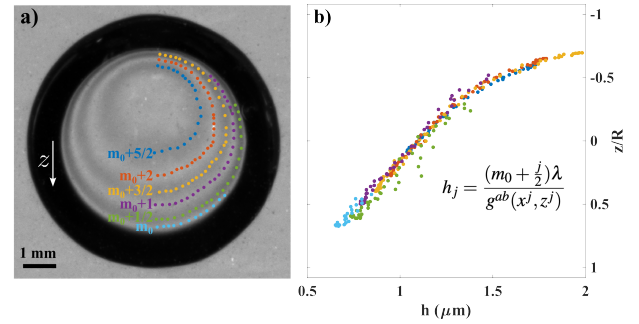 a)
z
m₀+5/2
m₀+2
m₀+3/2
m₀+1
m₀+1/2
m₀
1 mm
b)
-1
-0.5
0
0.5
1
z/R
h_j = (m₀ + j/2)λ / g^{ab}(x^j, z^j)
0.5 1 1.5 2
h (μm)